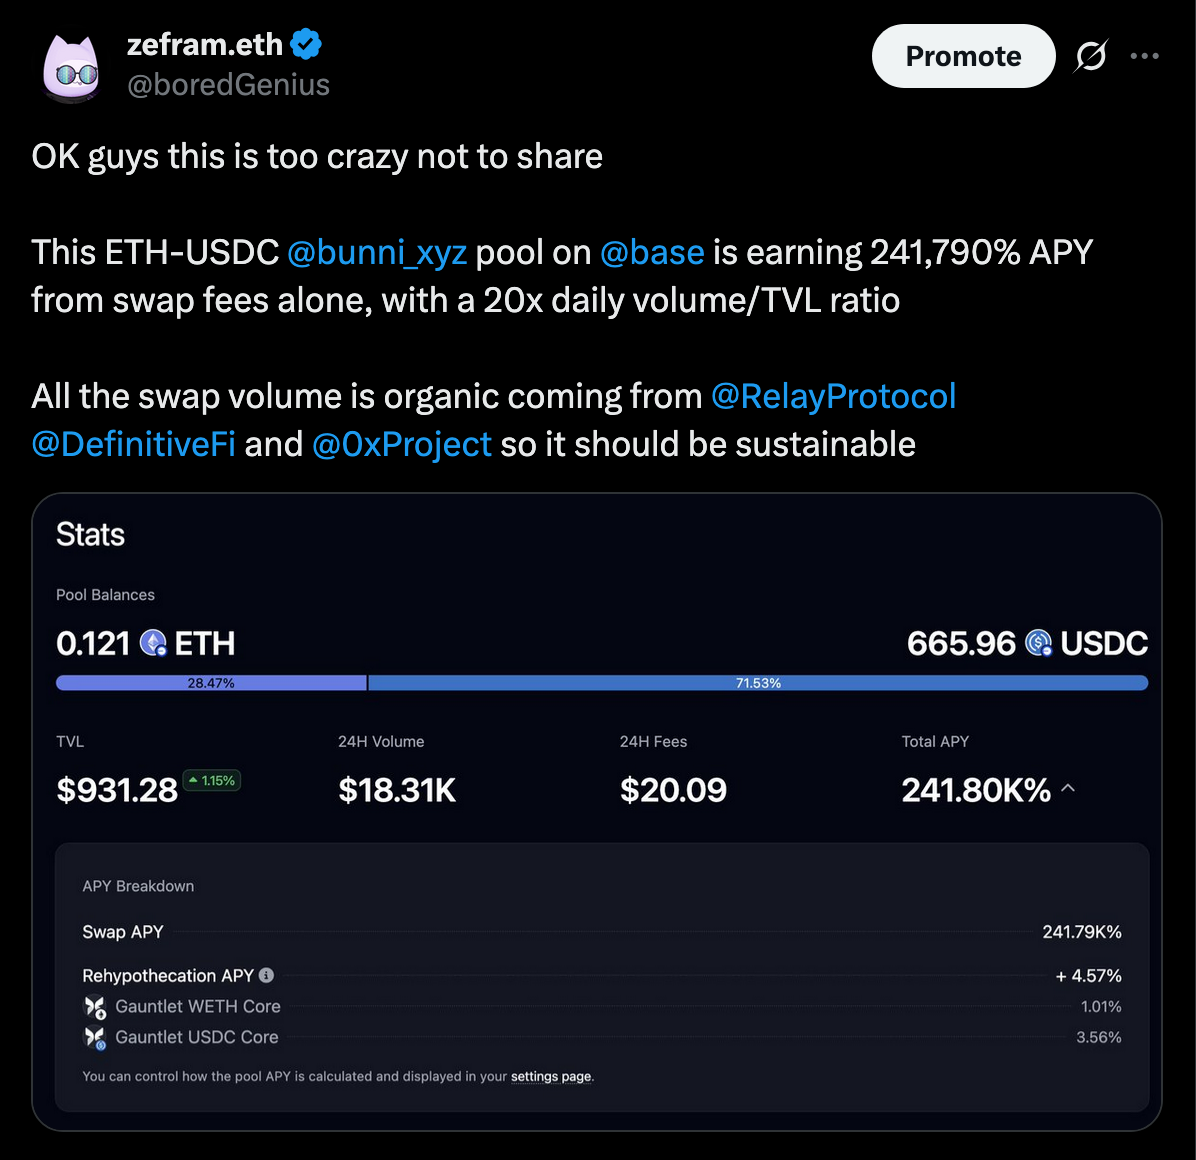 zefram.eth
@boredGenius
Promote
OK guys this is too crazy not to share
This ETH-USDC @bunni_xyz pool on @base is earning 241,790% APY
from swap fees alone, with a 20x daily volume/TVL ratio
All the swap volume is organic coming from @RelayProtocol
@DefinitiveFi and @0xProject so it should be sustainable
Stats
Pool Balances
0.121 ETH
665.96 USDC
28.47%
71.53%
TVL
24H Volume
24H Fees
Total APY
$931.28 1.15%
$18.31K
$20.09
241.80K%
APY Breakdown
Swap APY 241.79K%
Rehypothecation APY + 4.57%
Gauntlet WETH Core 1.01%
Gauntlet USDC Core 3.56%
You can control how the pool APY is calculated and displayed in your settings page.